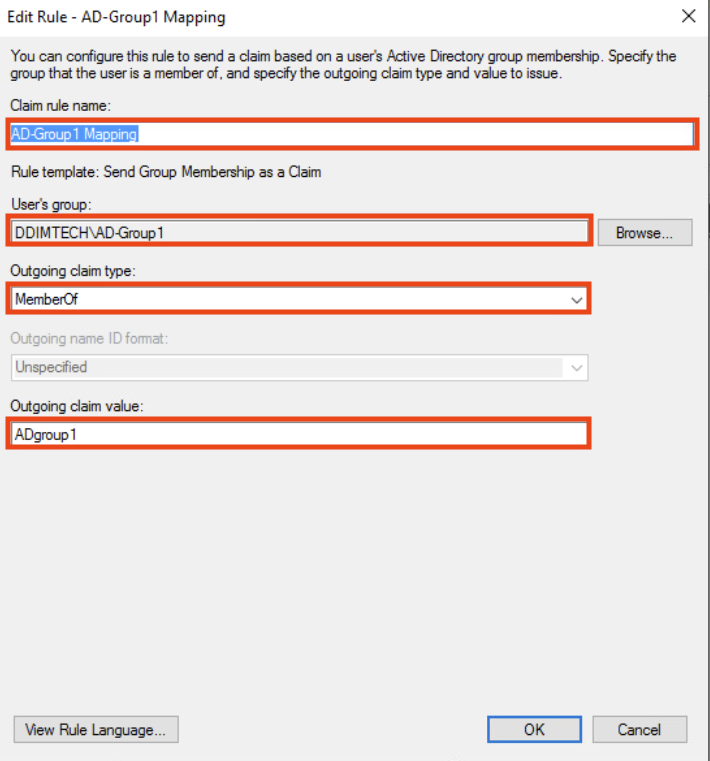 Edit Rule - AD-Group1 Mapping
You can configure this rule to send a claim based on a user's Active Directory group membership. Specify the
group that the user is a member of, and specify the outgoing claim type and value to issue.
Claim rule name:
AD-Group1 Mapping
Rule template: Send Group Membership as a Claim
User's group:
DDIMTECH\AD-Group1
Browse...
Outgoing claim type:
MemberOf
Outgoing name ID format:
Unspecified
Outgoing claim value:
ADgroup1
View Rule Language...
OK
Cancel